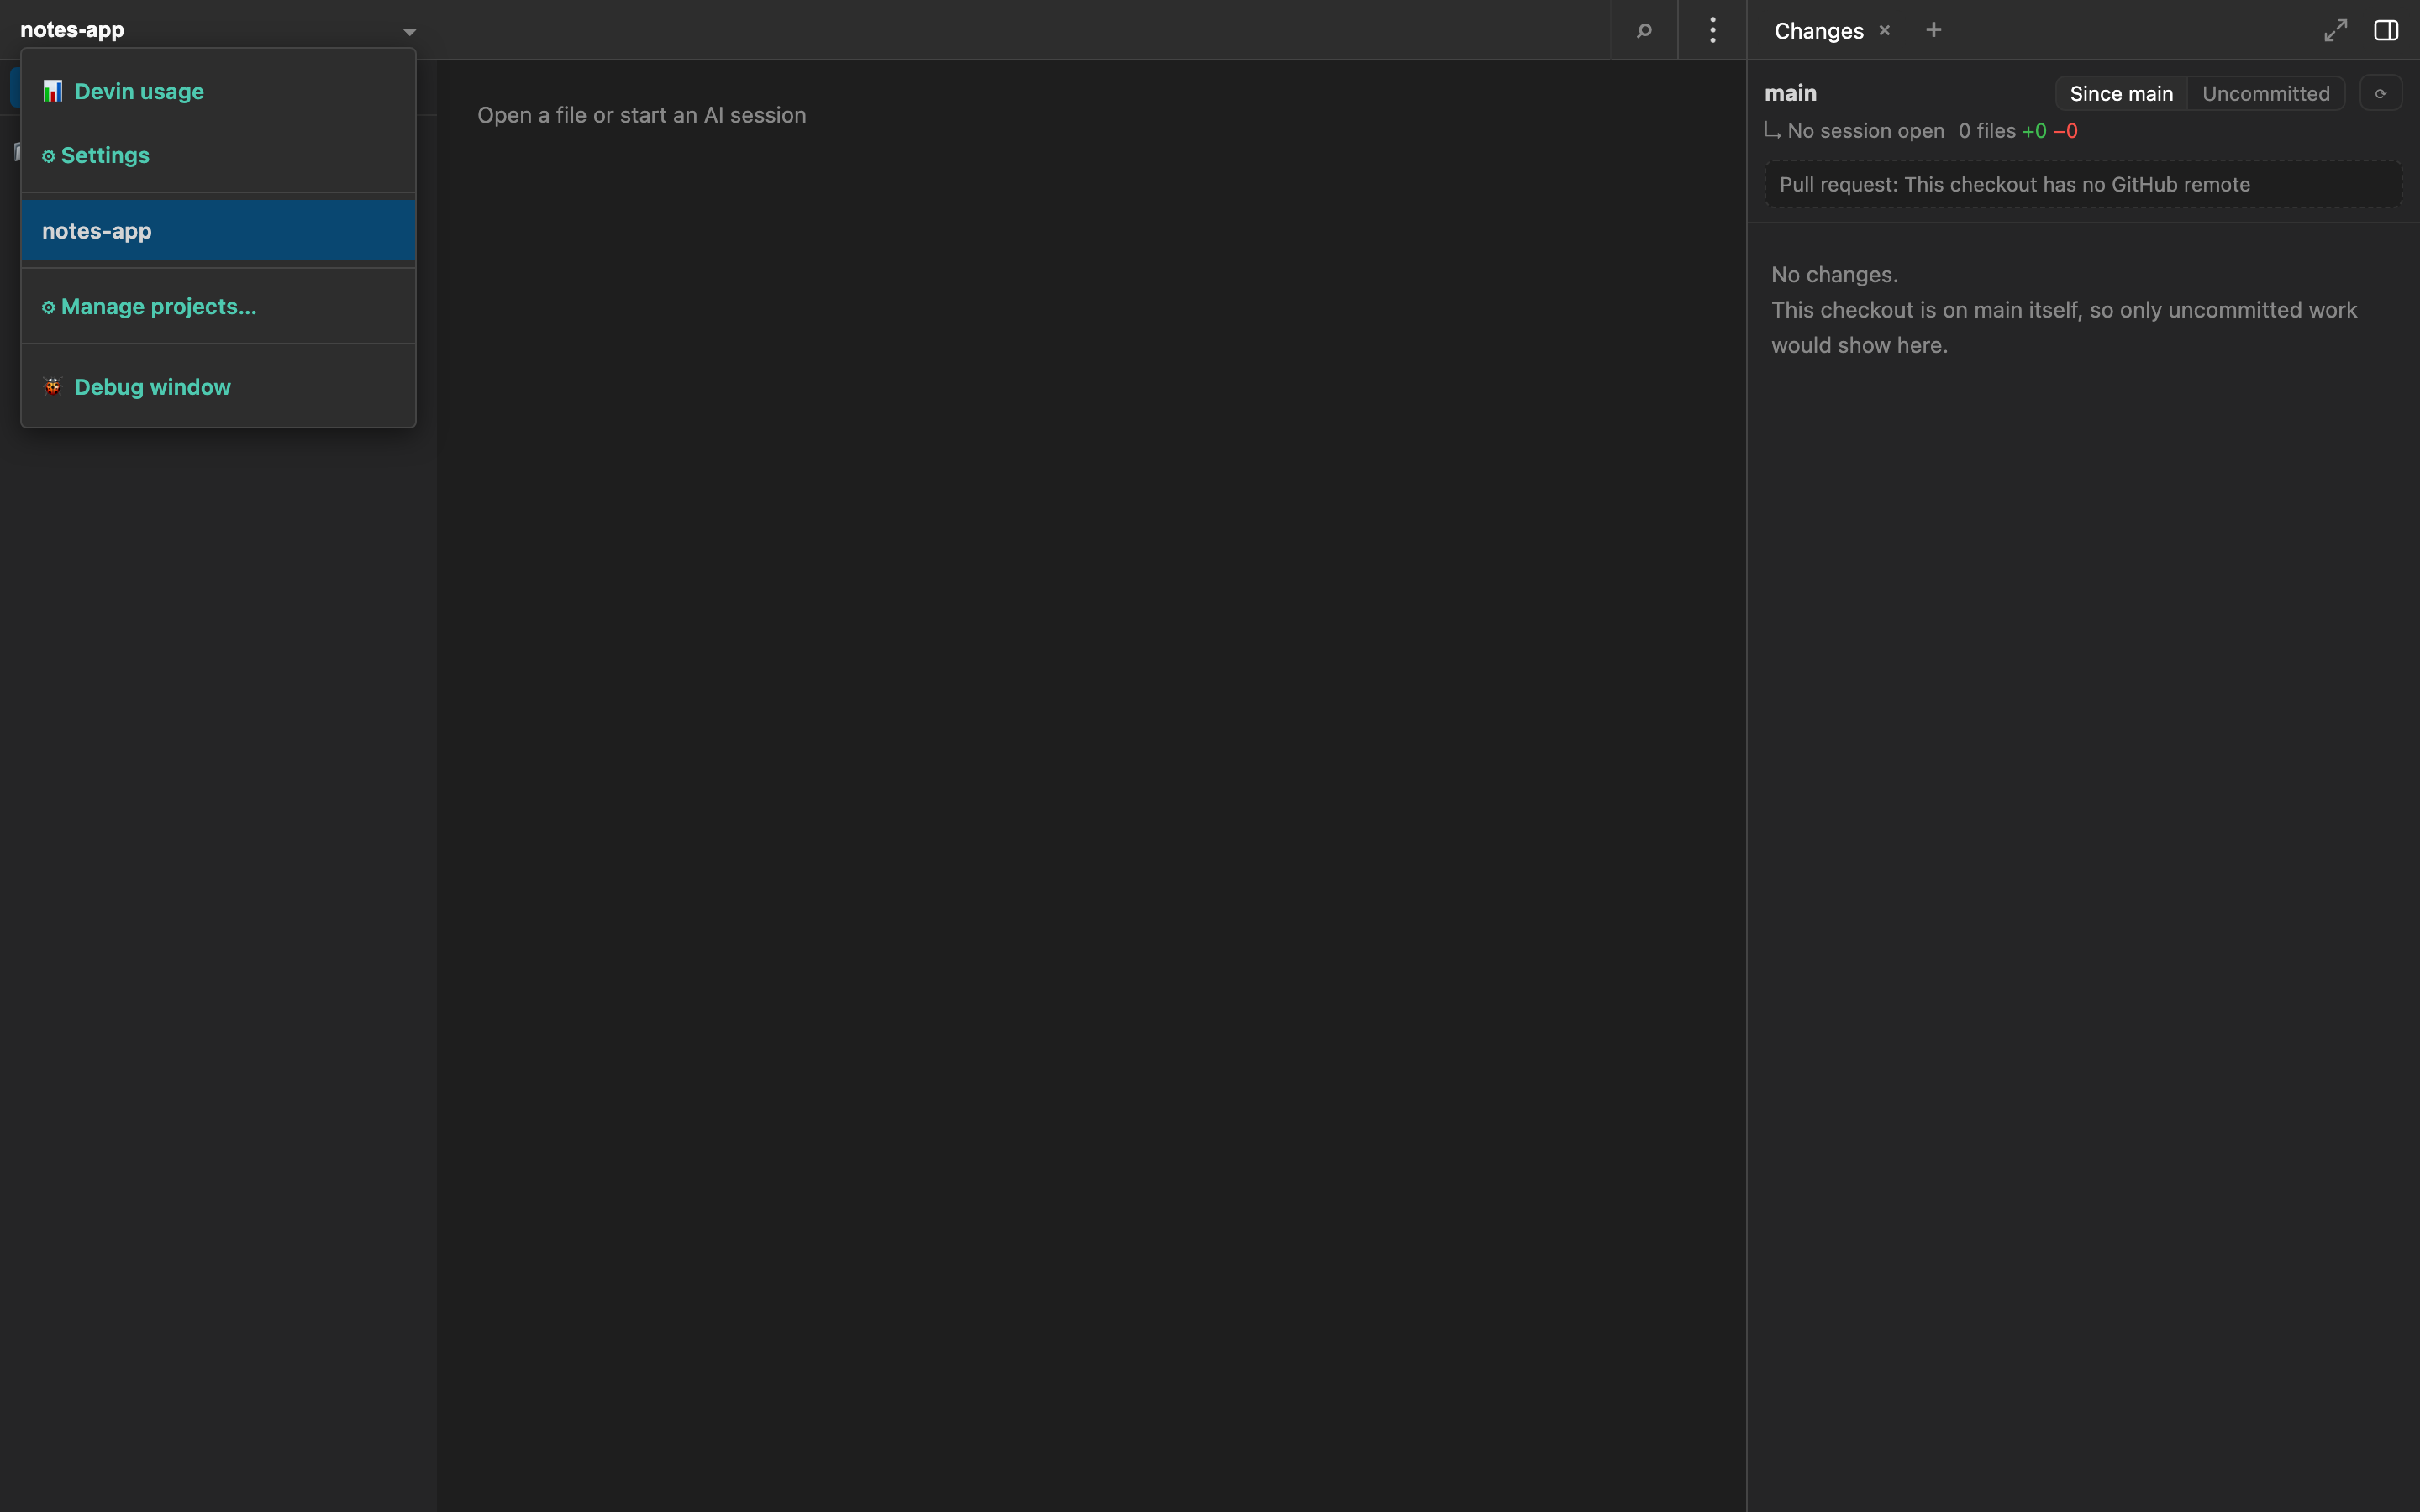 notes-app
Changes
Devin usage
Settings
notes-app
Manage projects...
Debug window
Open a file or start an AI session
main
Since main
Uncommitted
No session open 0 files +0 −0
Pull request: This checkout has no GitHub remote
No changes.
This checkout is on main itself, so only uncommitted work
would show here.